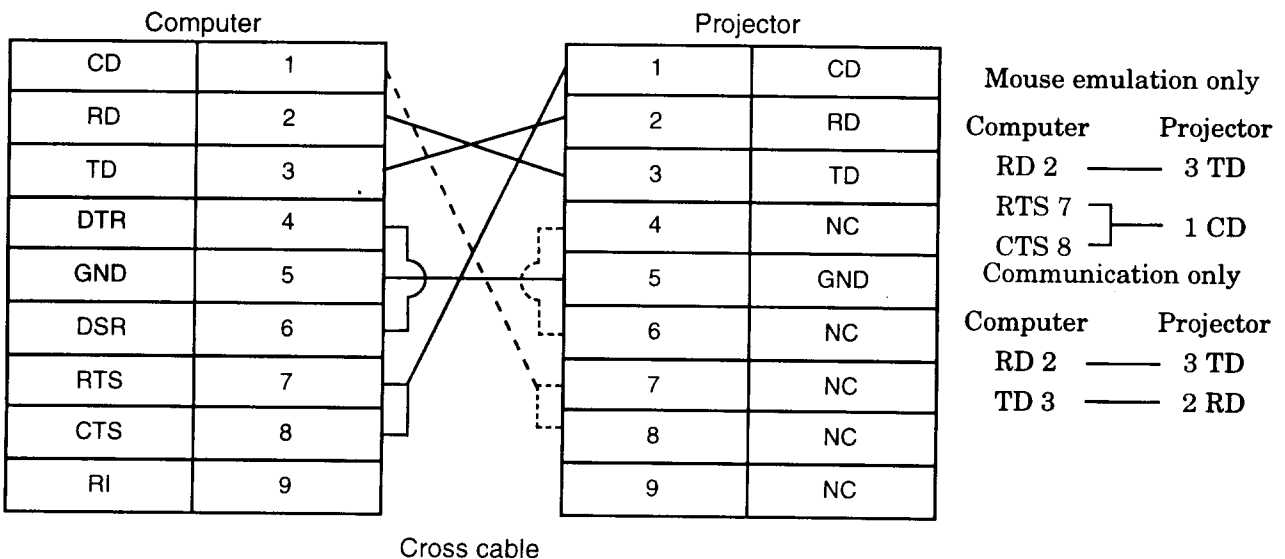 Computer
CD 1
RD 2
TD 3
DTR 4
GND 5
DSR 6
RTS 7
CTS 8
RI 9
Projector
1 CD
2 RD
3 TD
4 NC
5 GND
6 NC
7 NC
8 NC
9 NC
Cross cable
Mouse emulation only
Computer Projector
RD 2 3 TD
RTS 7
1 CD
CTS 8
Communication only
Computer Projector
RD 2 3 TD
TD 3 2 RD